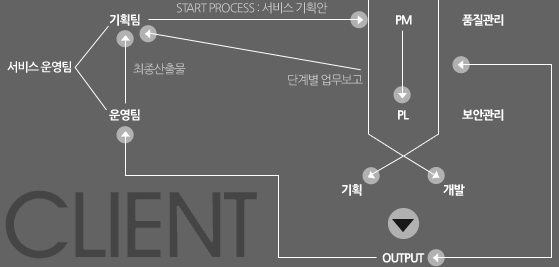 START PROCESS : 서비스 기획안
기획팀
PM
품질관리
서비스 운영팀
최종산출물
단계별 업무보고
운영팀
PL
보안관리
기획
개발
CLIENT
OUTPUT